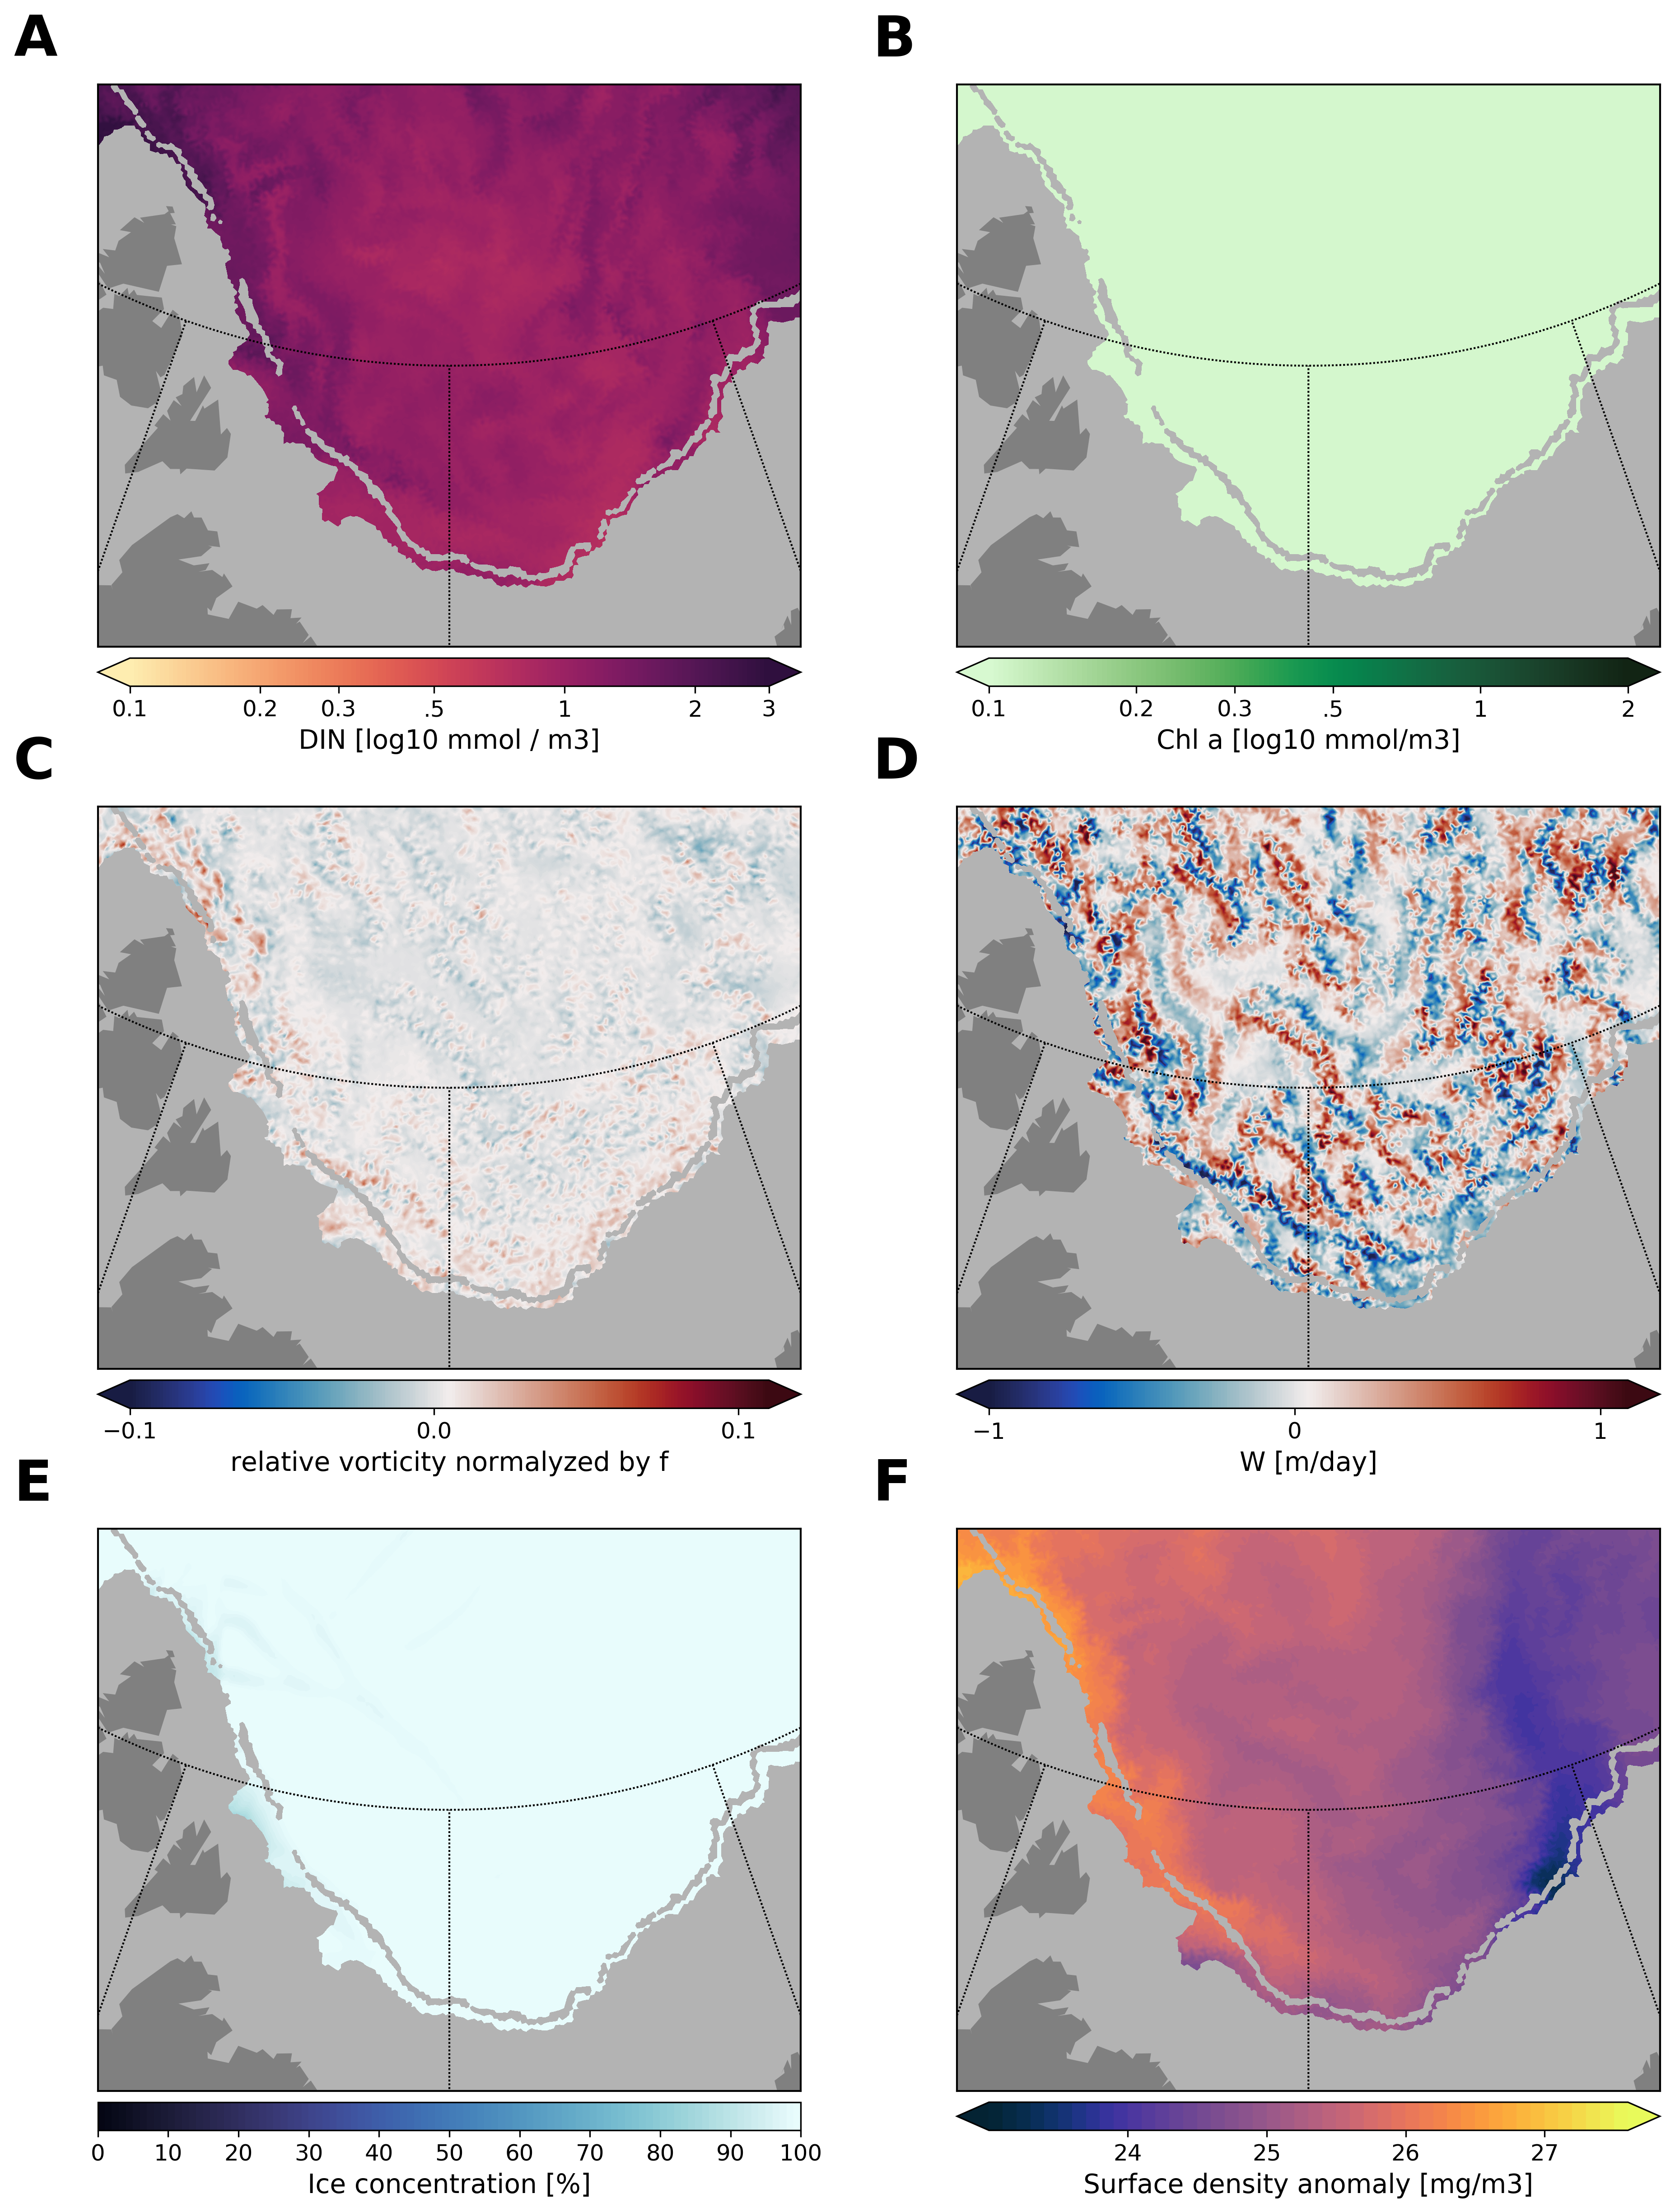 A
B
0.1 0.2 0.3 .5 1 2 3
DIN [log10 mmol / m3]
0.1 0.2 0.3 .5 1 2
Chl a [log10 mmol/m3]
C
D
−0.1 0.0 0.1
relative vorticity normalyzed by f
−1 0 1
W [m/day]
E
F
0 10 20 30 40 50 60 70 80 90 100
Ice concentration [%]
24 25 26 27
Surface density anomaly [mg/m3]